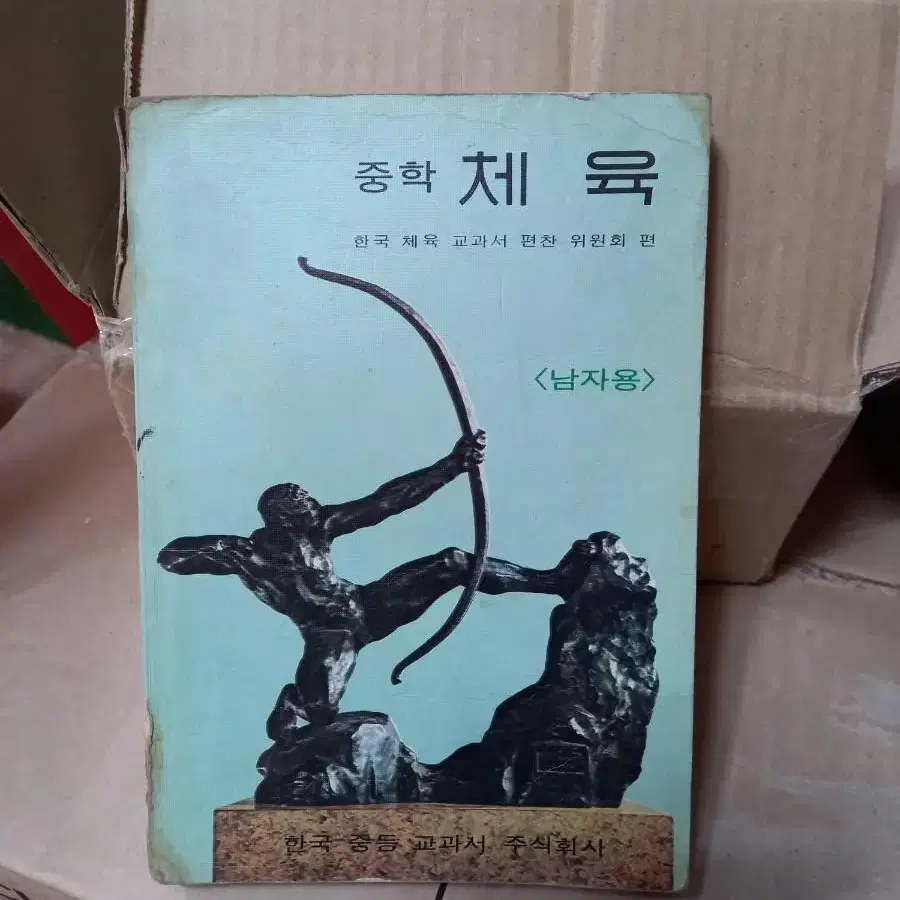 중학 체 육
한국 체육 교과서 편찬 위원회 편
〈남자용〉
한국 중등 교과서 주식회사